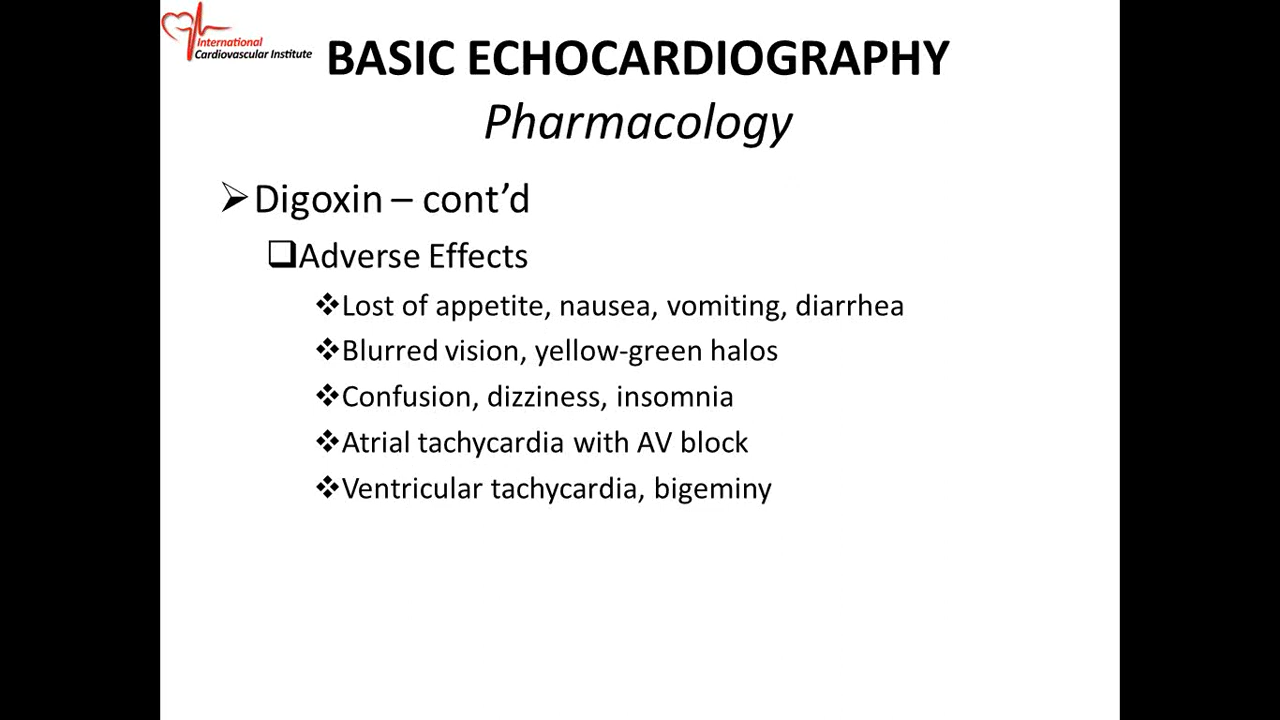 International
Cardiovascular Institute
BASIC ECHOCARDIOGRAPHY
Pharmacology
Digoxin – cont’d
Adverse Effects
Lost of appetite, nausea, vomiting, diarrhea
Blurred vision, yellow-green halos
Confusion, dizziness, insomnia
Atrial tachycardia with AV block
Ventricular tachycardia, bigeminy